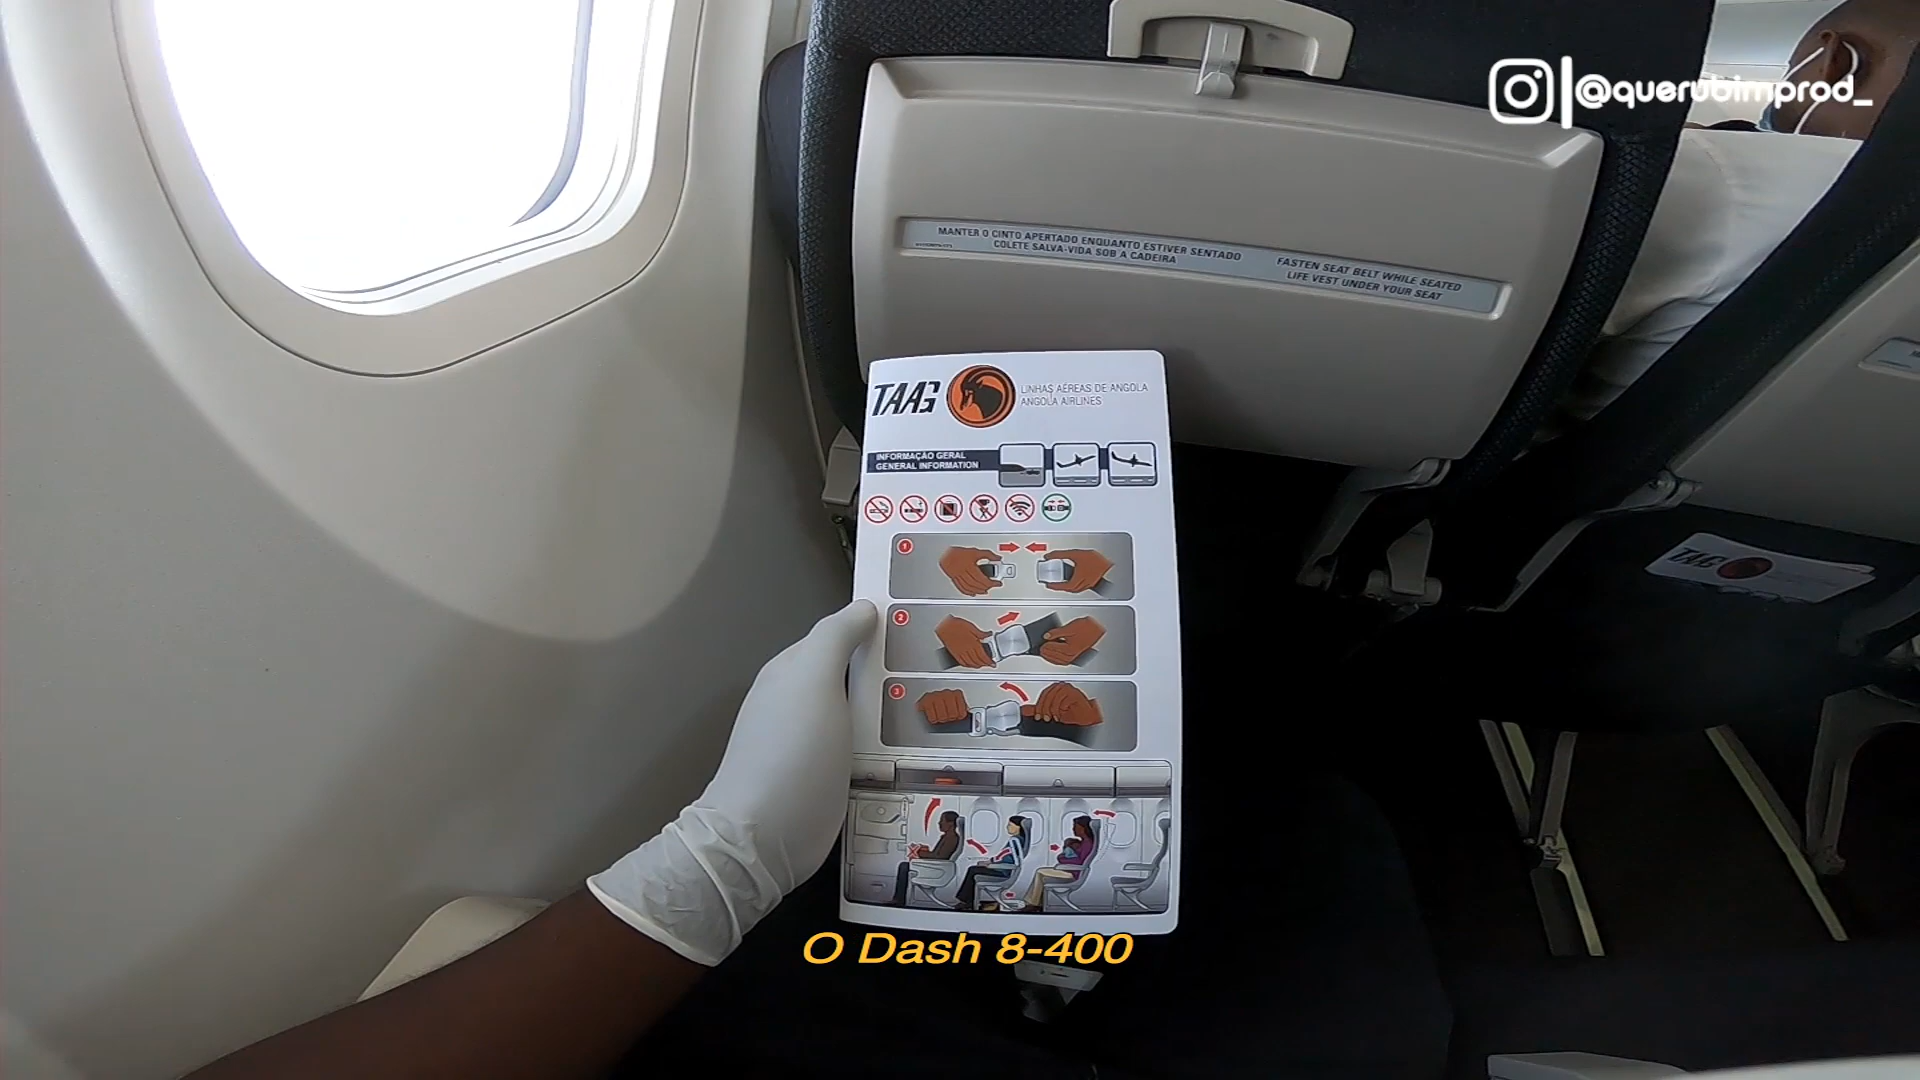 @querubimprod_
MANTER O CINTO APERTADO ENQUANTO ESTIVER SENTADO
COLETE SALVA-VIDA SOB A CADEIRA
FASTEN SEAT BELT WHILE SEATED
LIFE VEST UNDER YOUR SEAT
TAAG
LINHAS AÉREAS DE ANGOLA
ANGOLA AIRLINES
INFORMAÇÃO GERAL
GENERAL INFORMATION
1
2
3
TAAG
O Dash 8-400